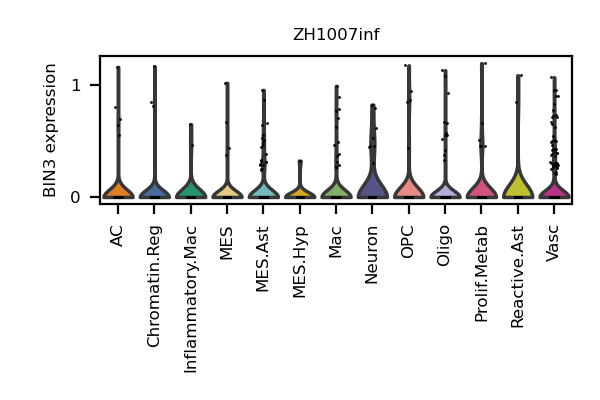 ZH1007inf
BIN3 expression
1
0
AC
Chromatin.Reg
Inflammatory.Mac
MES
MES.Ast
MES.Hyp
Mac
Neuron
OPC
Oligo
Prolif.Metab
Reactive.Ast
Vasc